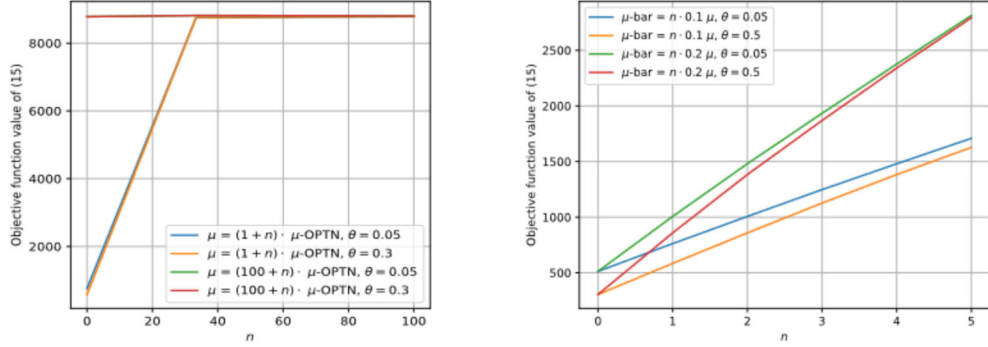 8000
6000
4000
2000
Objective function value of (15)
μ = (1 + n) · μ-OPTN, θ = 0.05
μ = (1 + n) · μ-OPTN, θ = 0.3
μ = (100 + n) · μ-OPTN, θ = 0.05
μ = (100 + n) · μ-OPTN, θ = 0.3
0 20 40 60 80 100
n
μ-bar = n · 0.1 μ, θ = 0.05
μ-bar = n · 0.1 μ, θ = 0.5
μ-bar = n · 0.2 μ, θ = 0.05
μ-bar = n · 0.2 μ, θ = 0.5
2500
2000
1500
1000
500
Objective function value of (15)
0 1 2 3 4 5
n